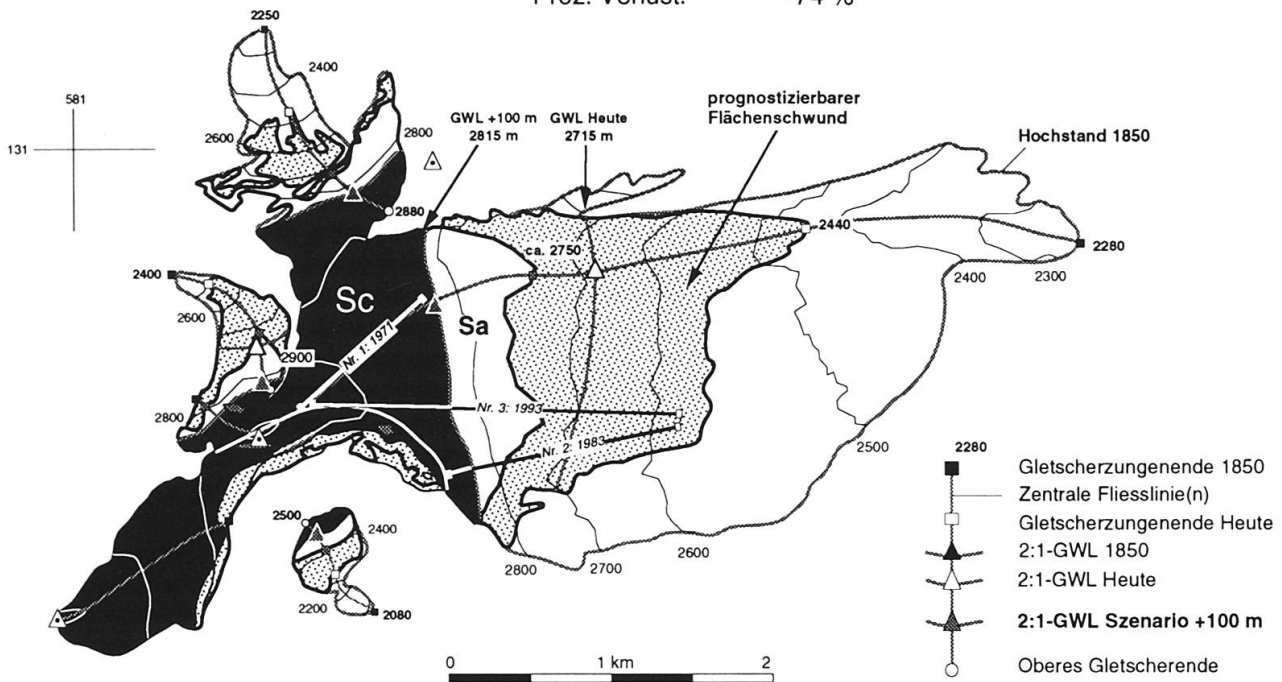 Proz. Verlust: -74 %
2250
2400
581
131
2600
2800
GWL +100 m
2815 m
GWL Heute
2715 m
prognostizierbarer
Flächenschwund
Hochstand 1850
2880
2440
2280
ca. 2750
2400
2300
2400
2600
Sc
Sa
Nr. 1: 1971
2900
2800
Nr. 3: 1993
Nr. 2: 1983
2500
2500
2400
2600
2800
2700
2200
2080
2280
Gletscherzungenende 1850
Zentrale Fliesslinie(n)
Gletscherzungenende Heute
2:1-GWL 1850
2:1-GWL Heute
2:1-GWL Szenario +100 m
Oberes Gletscherende
0 1 km 2